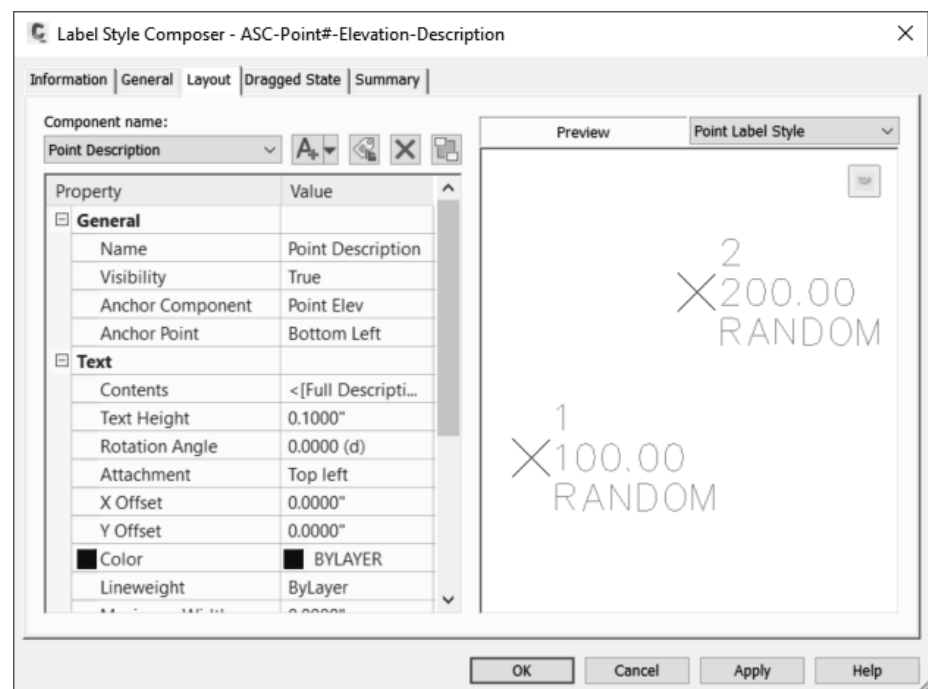 Label Style Composer - ASC-Point#-Elevation-Description
Information General Layout Dragged State Summary
Component name:
Point Description
A+
Property Value
General
Name Point Description
Visibility True
Anchor Component Point Elev
Anchor Point Bottom Left
Text
Contents <[Full Descripti...
Text Height 0.1000"
Rotation Angle 0.0000 (d)
Attachment Top left
X Offset 0.0000"
Y Offset 0.0000"
Color BYLAYER
Lineweight ByLayer
Preview Point Label Style
TOP
2
200.00
RANDOM
1
100.00
RANDOM
OK Cancel Apply Help